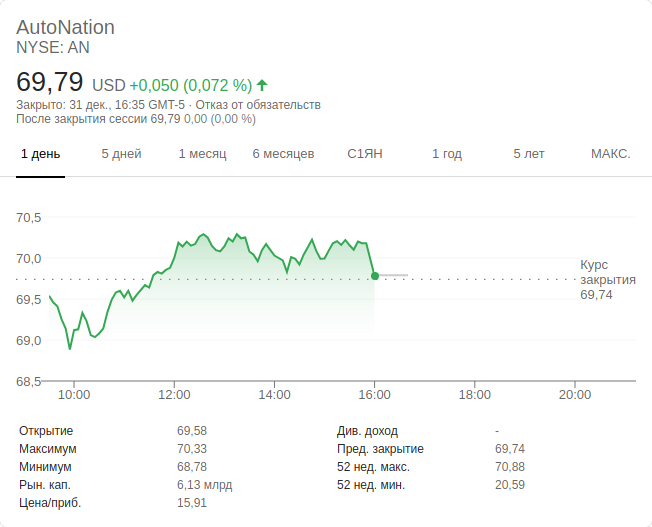 AutoNation
NYSE: AN
69,79 USD +0,050 (0,072 %)
Закрыто: 31 дек., 16:35 GMT-5 · Отказ от обязательств
После закрытия сессии 69,79 0,00 (0,00 %)
1 день 5 дней 1 месяц 6 месяцев С1ЯН 1 год 5 лет МАКС.
70,5
70,0
Курс
закрытия
69,74
69,5
69,0
68,5
10:00 12:00 14:00 16:00 18:00 20:00
Открытие 69,58 Див. доход -
Максимум 70,33 Пред. закрытие 69,74
Минимум 68,78 52 нед. макс. 70,88
Рын. кап. 6,13 млрд 52 нед. мин. 20,59
Цена/приб. 15,91